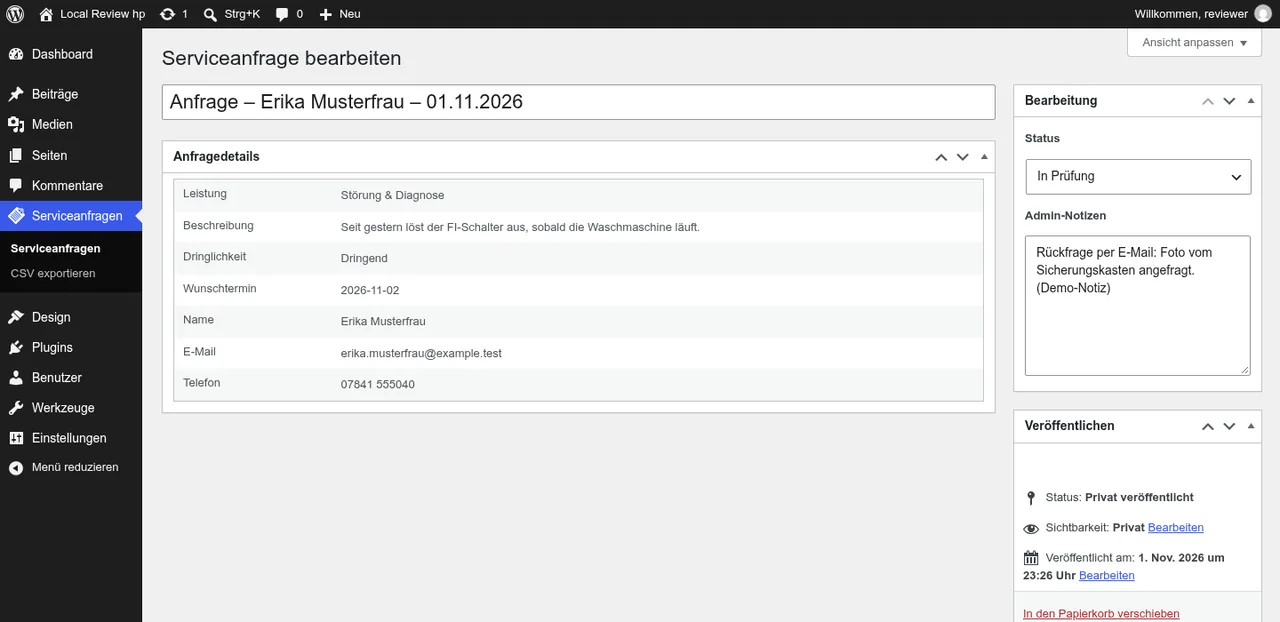 Local Review hp 1 Strg+K 0 Neu Willkommen, reviewer
Ansicht anpassen
Dashboard
Beiträge
Medien
Seiten
Kommentare
Serviceanfragen
Serviceanfragen
CSV exportieren
Design
Plugins
Benutzer
Werkzeuge
Einstellungen
Menü reduzieren
Serviceanfrage bearbeiten
Anfrage – Erika Musterfrau – 01.11.2026
Anfragedetails
Leistung Störung & Diagnose
Beschreibung Seit gestern löst der FI-Schalter aus, sobald die Waschmaschine läuft.
Dringlichkeit Dringend
Wunschtermin 2026-11-02
Name Erika Musterfrau
E-Mail erika.musterfrau@example.test
Telefon 07841 555040
Bearbeitung
Status
In Prüfung
Admin-Notizen
Rückfrage per E-Mail: Foto vom
Sicherungskasten angefragt.
(Demo-Notiz)
Veröffentlichen
Status: Privat veröffentlicht
Sichtbarkeit: Privat Bearbeiten
Veröffentlicht am: 1. Nov. 2026 um
23:26 Uhr Bearbeiten
In den Papierkorb verschieben